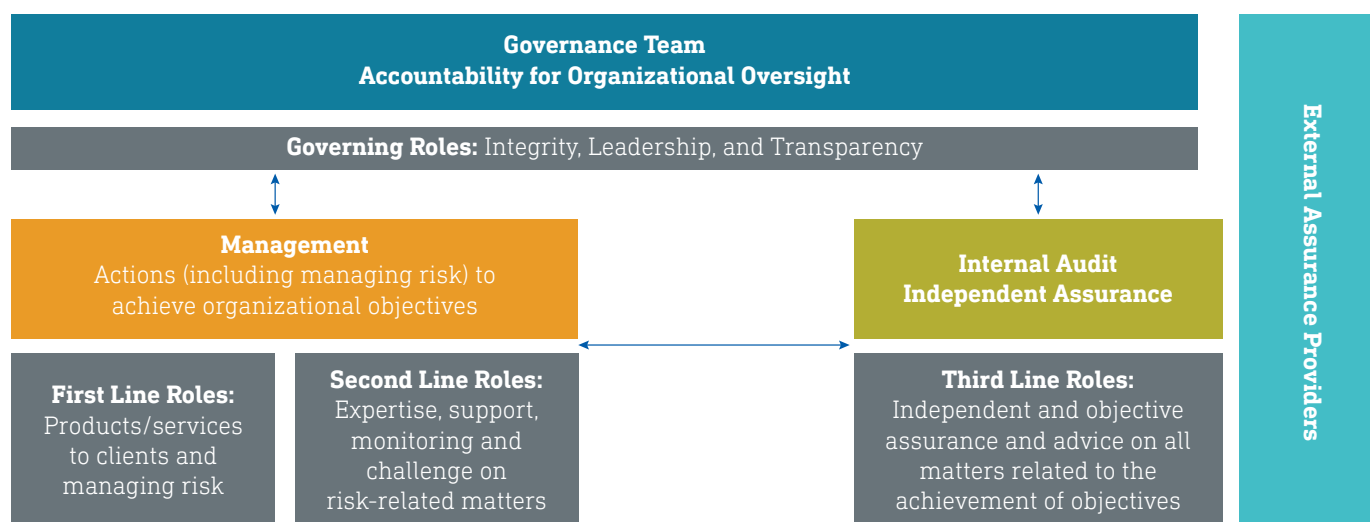 Governance Team
Accountability for Organizational Oversight
Governing Roles: Integrity, Leadership, and Transparency
Management
Actions (including managing risk) to
achieve organizational objectives
Internal Audit
Independent Assurance
First Line Roles:
Products/services
to clients and
managing risk
Second Line Roles:
Expertise, support,
monitoring and
challenge on
risk-related matters
Third Line Roles:
Independent and objective
assurance and advice on all
matters related to the
achievement of objectives
External Assurance Providers